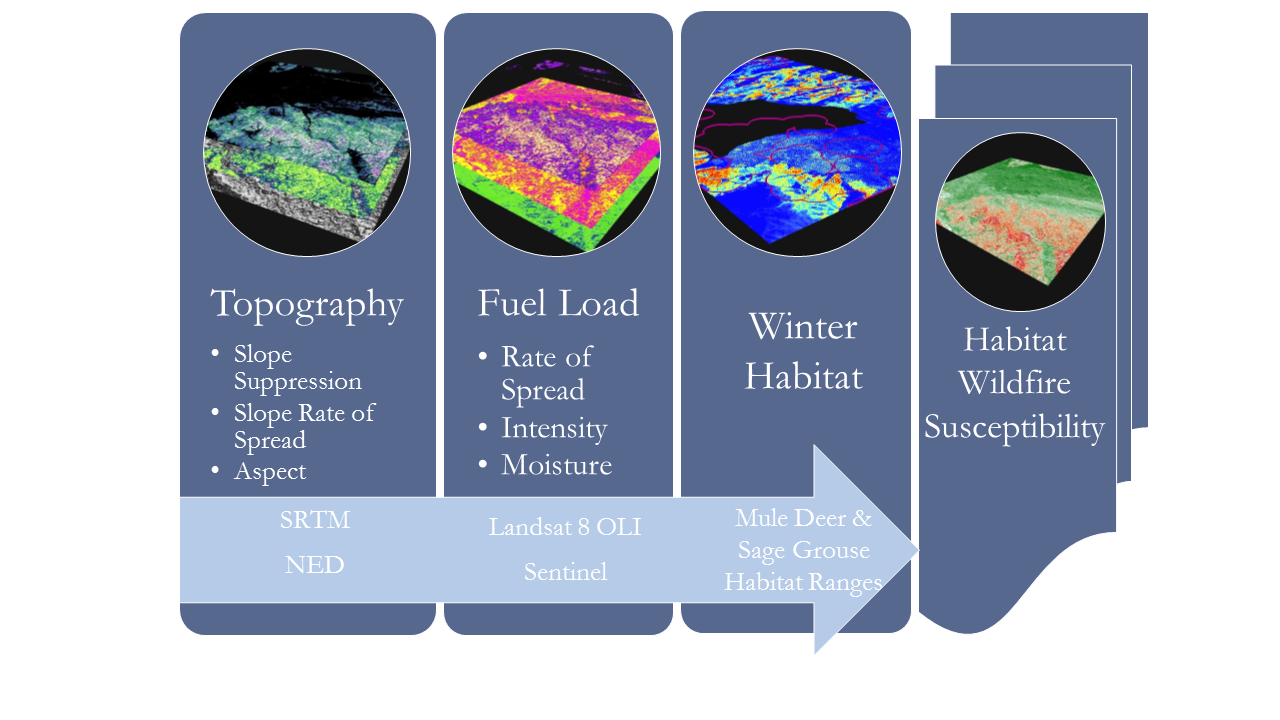 Topography
• Slope
Suppression
• Slope Rate of
Spread
• Aspect
SRTM
NED
Fuel Load
• Rate of
Spread
• Intensity
• Moisture
Landsat 8 OLI
Sentinel
Winter
Habitat
Mule Deer &
Sage Grouse
Habitat Ranges
Habitat
Wildfire
Susceptibility